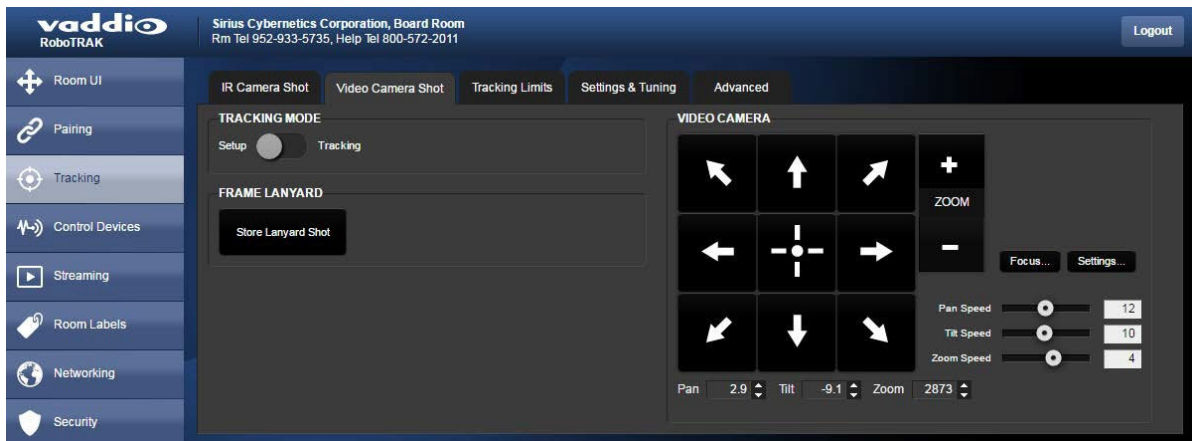 vaddio
RoboTRAK
Sirius Cybernetics Corporation, Board Room
Rm Tel 952-933-5735, Help Tel 800-572-2011
Logout
Room UI
Pairing
Tracking
Control Devices
Streaming
Room Labels
Networking
Security
IR Camera Shot
Video Camera Shot
Tracking Limits
Settings & Tuning
Advanced
TRACKING MODE
Setup
Tracking
FRAME LANYARD
Store Lanyard Shot
VIDEO CAMERA
+
ZOOM
-
Focus...
Settings...
Pan Speed 12
Tilt Speed 10
Zoom Speed 4
Pan 2.9 Tilt -9.1 Zoom 2873